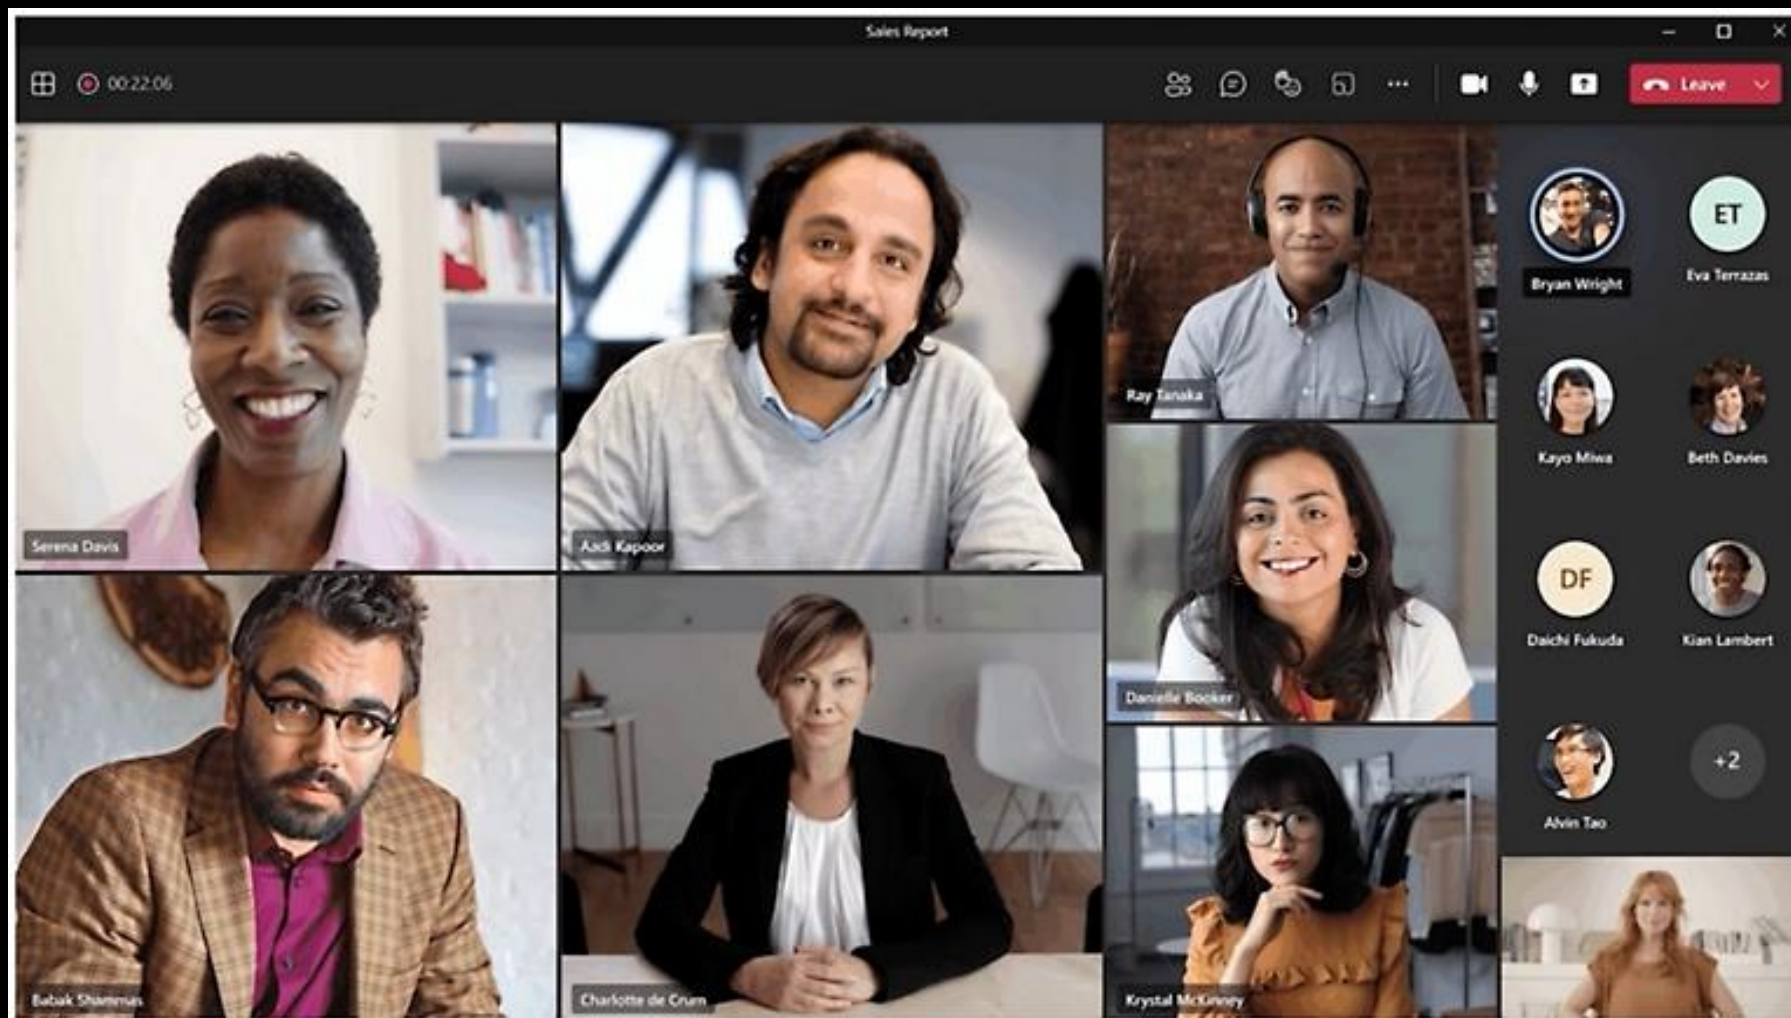 Sales Report
00:22:06
Leave
Serena Davis
Aadi Kapoor
Ray Tanaka
Bryan Wright
ET
Eva Terrazas
Kayo Miwa
Beth Davies
Danielle Booker
DF
Daichi Fukuda
Kian Lambert
Alvin Tao
+2
Babak Shammas
Charlotte de Crum
Krystal McKinney